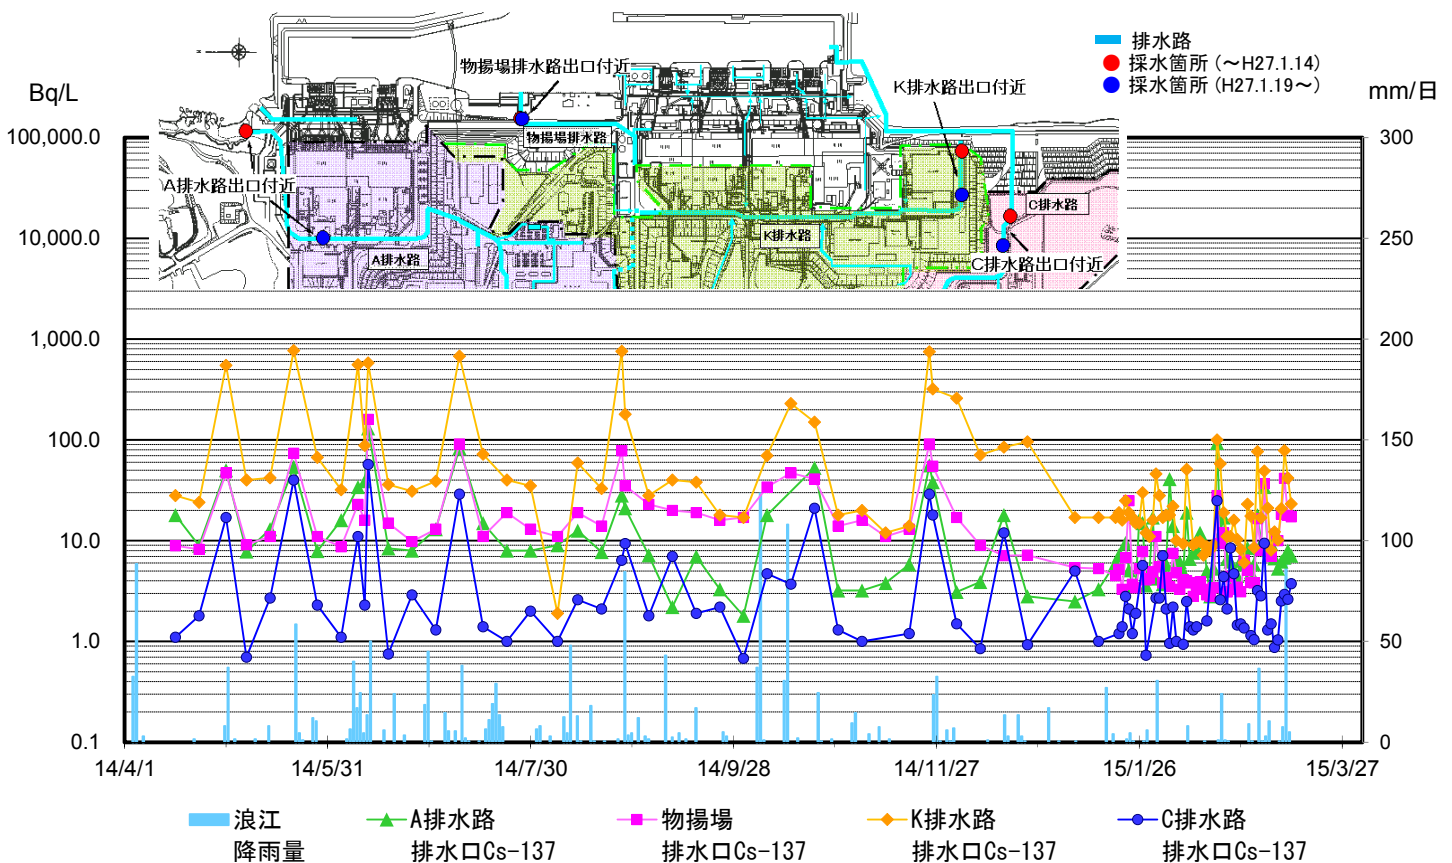 排水路
採水箇所 (～H27.1.14)
採水箇所 (H27.1.19～)
物揚場排水路出口付近
K排水路出口付近
Bq/L
mm/日
物揚場排水路
A排水路出口付近
C排水路
K排水路
A排水路
C排水路出口付近
100,000.0
10,000.0
1,000.0
100.0
10.0
1.0
0.1
300
250
200
150
100
50
0
14/4/1
14/5/31
14/7/30
14/9/28
14/11/27
15/1/26
15/3/27
浪江
降雨量
A排水路
排水口Cs-137
物揚場
排水口Cs-137
K排水路
排水口Cs-137
C排水路
排水口Cs-137